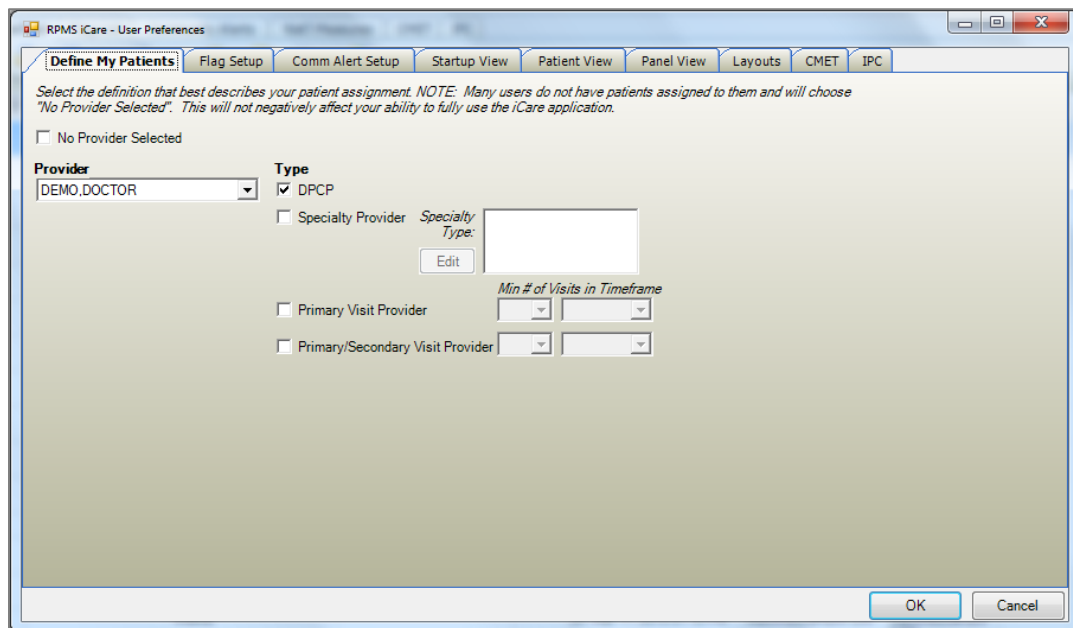 RPMS iCare - User Preferences
Define My Patients Flag Setup Comm Alert Setup Startup View Patient View Panel View Layouts CMET IPC
Select the definition that best describes your patient assignment. NOTE: Many users do not have patients assigned to them and will choose
"No Provider Selected". This will not negatively affect your ability to fully use the iCare application.
No Provider Selected
Provider Type
DEMO,DOCTOR DPCP
Specialty Provider Specialty
Type:
Edit
Min # of Visits in Timeframe
Primary Visit Provider
Primary/Secondary Visit Provider
OK Cancel